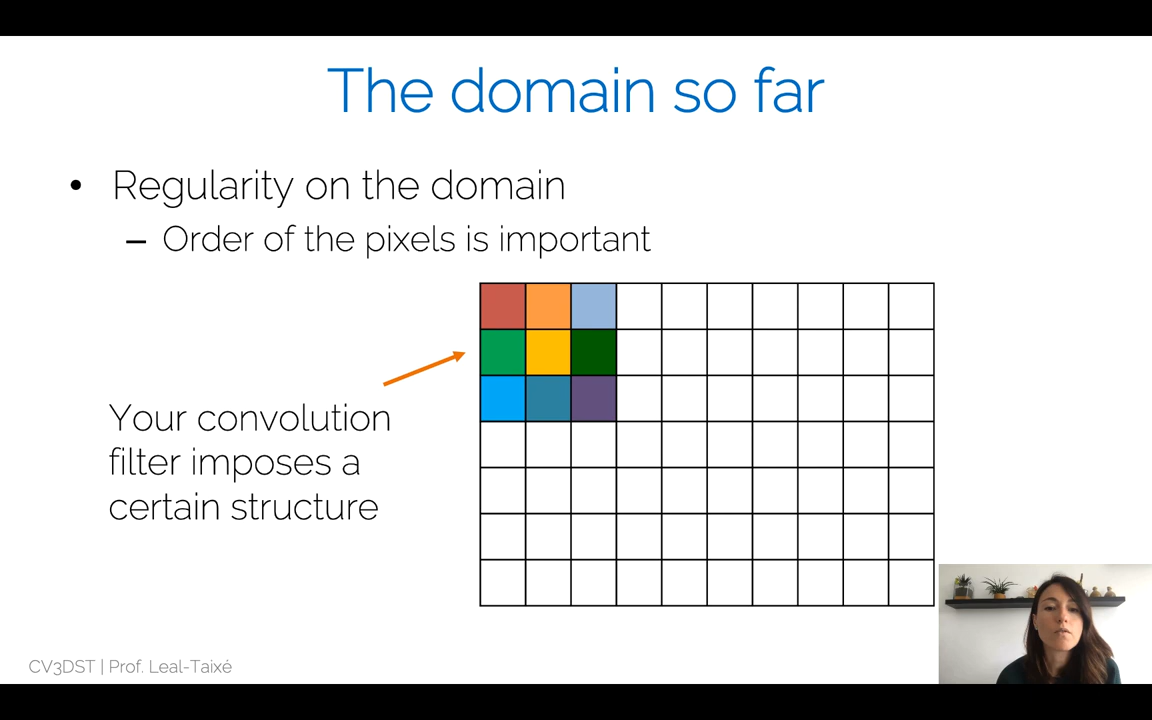 The domain so far
• Regularity on the domain
– Order of the pixels is important
Your convolution
filter imposes a
certain structure
CV3DST | Prof. Leal-Taixé